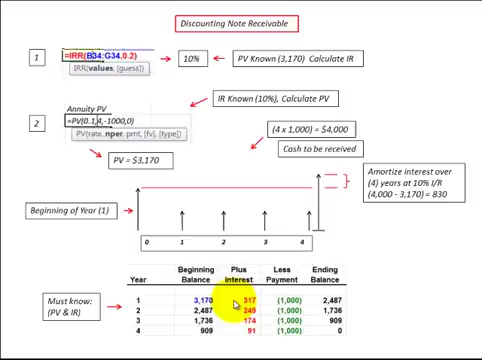 Discounting Note Receivable
1
=IRR(B34:G34,0.2)
IRR(values, [guess])
10%
PV Known (3,170) Calculate IR
IR Known (10%), Calculate PV
Annuity PV
2
=PV(0.1,4,-1000,0)
PV(rate, nper, pmt, [fv], [type])
(4 x 1,000) = $4,000
Cash to be received
PV = $3,170
Amortize interest over
(4) years at 10% I/R
(4,000 - 3,170) = 830
Beginning of Year (1)
0 1 2 3 4
Beginning Plus Less Ending
Year Balance Interest Payment Balance
1 3,170 317 (1,000) 2,487
2 2,487 249 (1,000) 1,736
3 1,736 174 (1,000) 909
4 909 91 (1,000) 0
Must know:
(PV & IR)